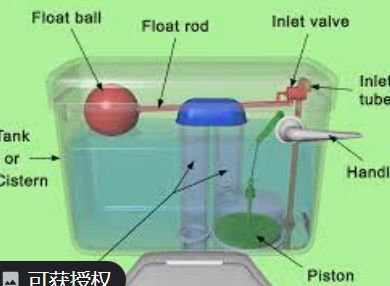 Float ball
Float rod
Inlet valve
Inlet
tube
Tank
or
Cistern
Handl
Piston
可获授权